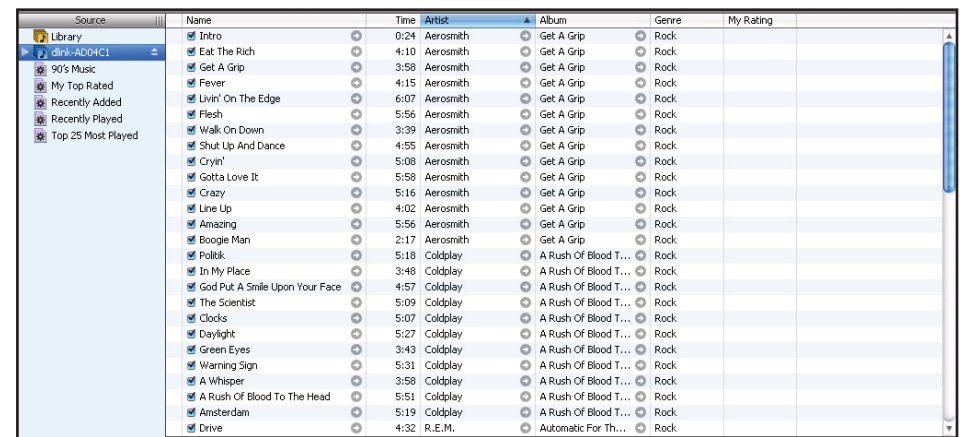 Source Name Time Artist Album Genre My Rating
Library
dlink-AD04C1
90's Music
My Top Rated
Recently Added
Recently Played
Top 25 Most Played
Intro 0:24 Aerosmith Get A Grip Rock
Eat The Rich 4:10 Aerosmith Get A Grip Rock
Get A Grip 3:58 Aerosmith Get A Grip Rock
Fever 4:15 Aerosmith Get A Grip Rock
Livin' On The Edge 6:07 Aerosmith Get A Grip Rock
Flesh 5:56 Aerosmith Get A Grip Rock
Walk On Down 3:39 Aerosmith Get A Grip Rock
Shut Up And Dance 4:55 Aerosmith Get A Grip Rock
Cryin' 5:08 Aerosmith Get A Grip Rock
Gotta Love It 5:58 Aerosmith Get A Grip Rock
Crazy 5:16 Aerosmith Get A Grip Rock
Line Up 4:02 Aerosmith Get A Grip Rock
Amazing 5:56 Aerosmith Get A Grip Rock
Boogie Man 2:17 Aerosmith Get A Grip Rock
Politik 5:18 Coldplay A Rush Of Blood T... Rock
In My Place 3:48 Coldplay A Rush Of Blood T... Rock
God Put A Smile Upon Your Face 4:57 Coldplay A Rush Of Blood T... Rock
The Scientist 5:09 Coldplay A Rush Of Blood T... Rock
Clocks 5:07 Coldplay A Rush Of Blood T... Rock
Daylight 5:27 Coldplay A Rush Of Blood T... Rock
Green Eyes 3:43 Coldplay A Rush Of Blood T... Rock
Warning Sign 5:31 Coldplay A Rush Of Blood T... Rock
A Whisper 3:58 Coldplay A Rush Of Blood T... Rock
A Rush Of Blood To The Head 5:51 Coldplay A Rush Of Blood T... Rock
Amsterdam 5:19 Coldplay A Rush Of Blood T... Rock
Drive 4:32 R.E.M. Automatic For Th... Rock